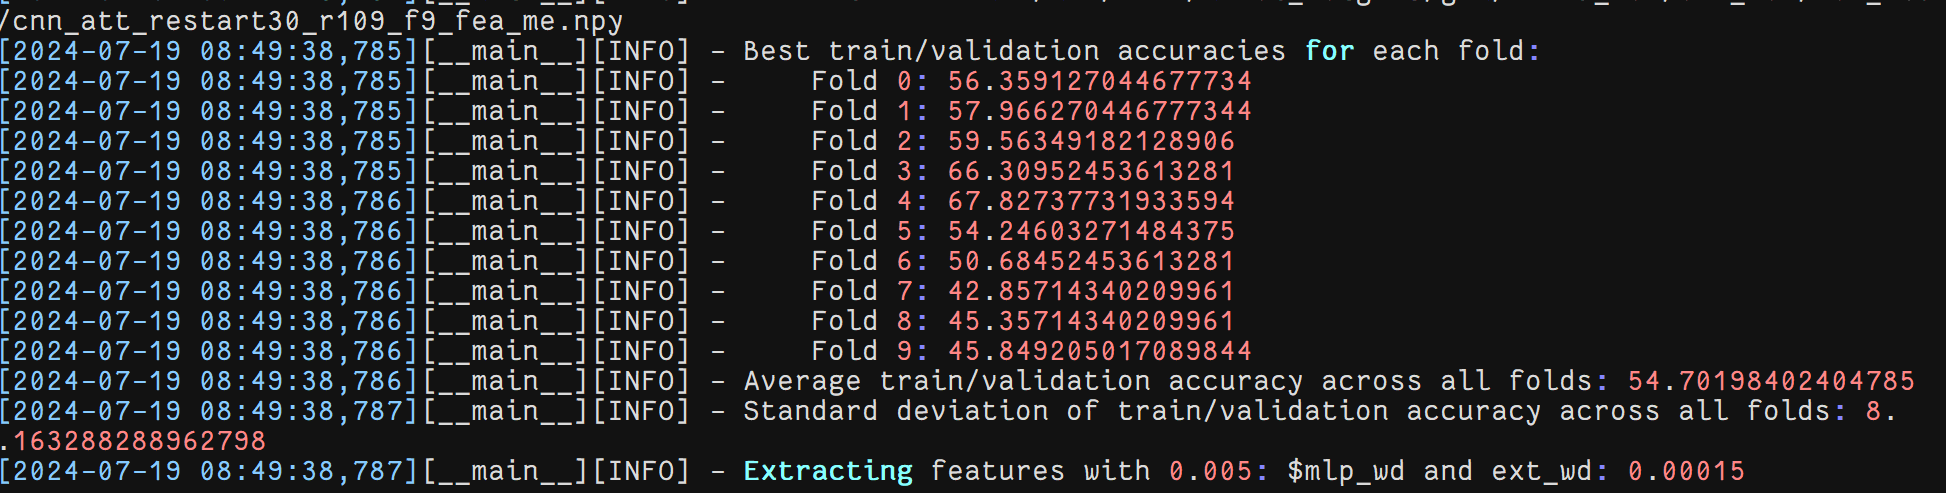 /cnn_att_restart30_r109_f9_fea_me.npy
[2024-07-19 08:49:38,785][__main__][INFO] - Best train/validation accuracies for each fold:
[2024-07-19 08:49:38,785][__main__][INFO] -     Fold 0: 56.359127044677734
[2024-07-19 08:49:38,785][__main__][INFO] -     Fold 1: 57.966270446777344
[2024-07-19 08:49:38,785][__main__][INFO] -     Fold 2: 59.56349182128906
[2024-07-19 08:49:38,785][__main__][INFO] -     Fold 3: 66.30952453613281
[2024-07-19 08:49:38,786][__main__][INFO] -     Fold 4: 67.82737731933594
[2024-07-19 08:49:38,786][__main__][INFO] -     Fold 5: 54.24603271484375
[2024-07-19 08:49:38,786][__main__][INFO] -     Fold 6: 50.68452453613281
[2024-07-19 08:49:38,786][__main__][INFO] -     Fold 7: 42.85714340209961
[2024-07-19 08:49:38,786][__main__][INFO] -     Fold 8: 45.35714340209961
[2024-07-19 08:49:38,786][__main__][INFO] -     Fold 9: 45.849205017089844
[2024-07-19 08:49:38,786][__main__][INFO] - Average train/validation accuracy across all folds: 54.70198402404785
[2024-07-19 08:49:38,787][__main__][INFO] - Standard deviation of train/validation accuracy across all folds: 8.
.163288288962798
[2024-07-19 08:49:38,787][__main__][INFO] - Extracting features with 0.005: $mlp_wd and ext_wd: 0.00015